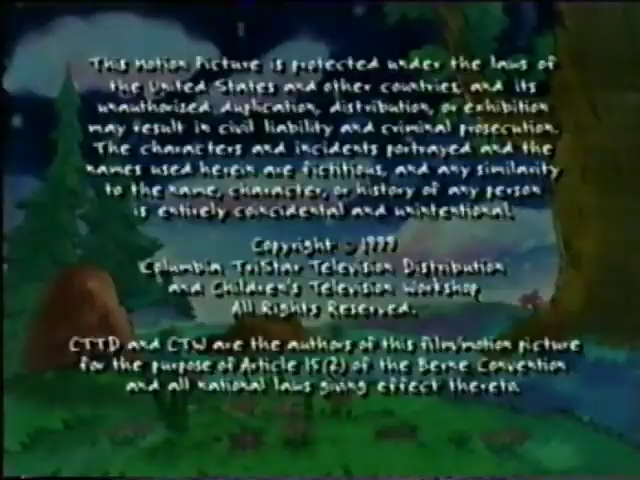 This Motion Picture is protected under the laws of
the United States and other countries, and its
unauthorized duplication, distribution, or exhibition
may result in civil liability and criminal prosecution.
The characters and incidents portrayed and the
names used herein are fictitious, and any similarity
to the name, character, or history of any person
is entirely coincidental and unintentional.
Copyright © 1999
Columbia TriStar Television Distribution
and Children's Television Workshop
All Rights Reserved.
CTTD and CTW are the authors of this film/motion picture
for the purpose of Article 15(2) of the Berne Convention
and all national laws giving effect thereto.